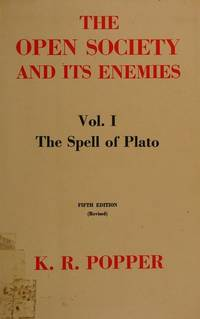 THE
OPEN SOCIETY
AND ITS ENEMIES
Vol. I
The Spell of Plato
FIFTH EDITION
(Revised)
K. R. POPPER